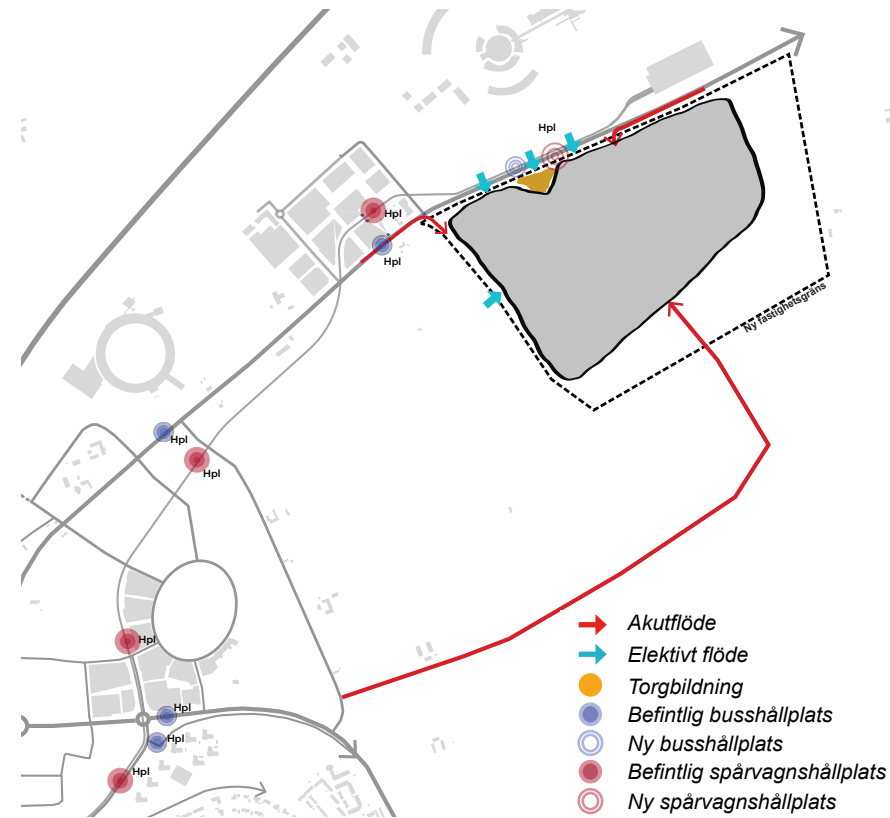 Hpl
Hpl
Hpl
Ny fastighetsgräns
Hpl
Hpl
Hpl
Hpl
Hpl
Hpl
Akutflöde
Elektivt flöde
Torgbildning
Befintlig busshållplats
Ny busshållplats
Befintlig spårvagnshållplats
Ny spårvagnshållplats